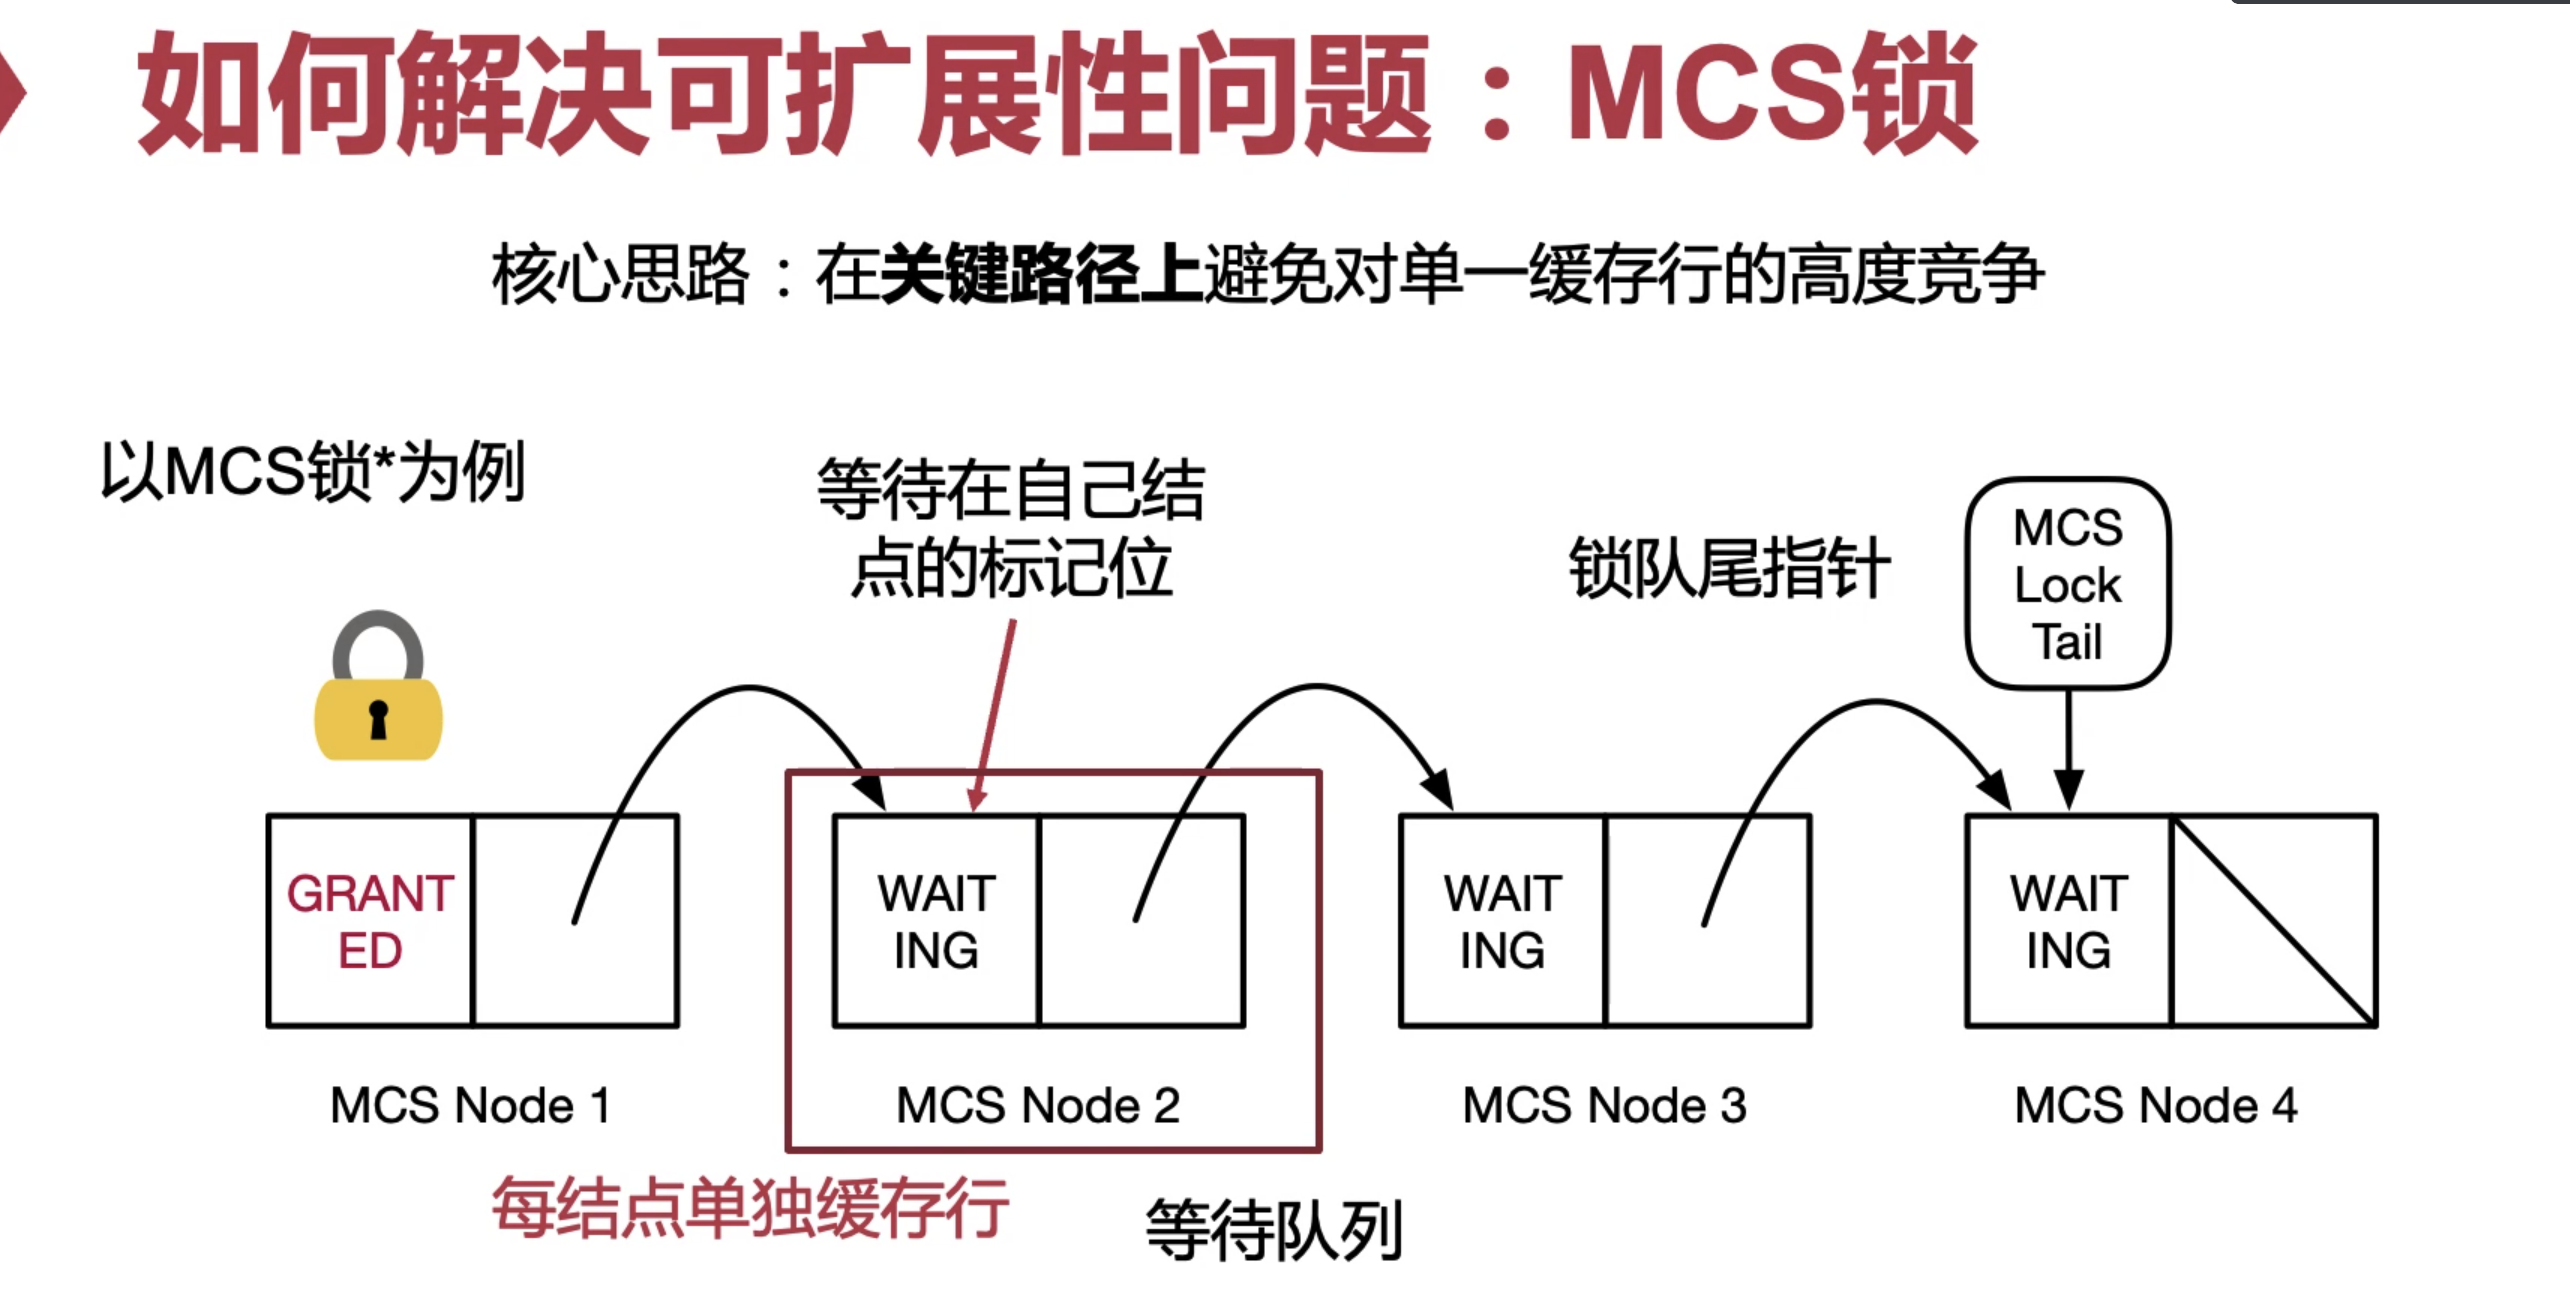 如何解决可扩展性问题：MCS锁
核心思路：在关键路径上避免对单一缓存行的高度竞争
以MCS锁*为例
等待在自己结
点的标记位
锁队尾指针
MCS
Lock
Tail
GRANT
ED
WAIT
ING
WAIT
ING
WAIT
ING
MCS Node 1
MCS Node 2
MCS Node 3
MCS Node 4
每结点单独缓存行
等待队列